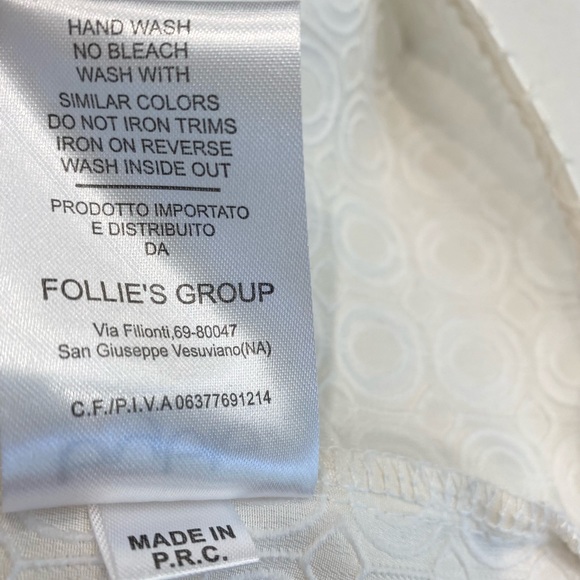 HAND WASH
NO BLEACH
WASH WITH
SIMILAR COLORS
DO NOT IRON TRIMS
IRON ON REVERSE
WASH INSIDE OUT
PRODOTTO IMPORTATO
E DISTRIBUITO
DA
FOLLIE'S GROUP
Via Filionti,69-80047
San Giuseppe Vesuviano(NA)
C.F./P.I.V.A 06377691214
MADE IN
P.R.C.